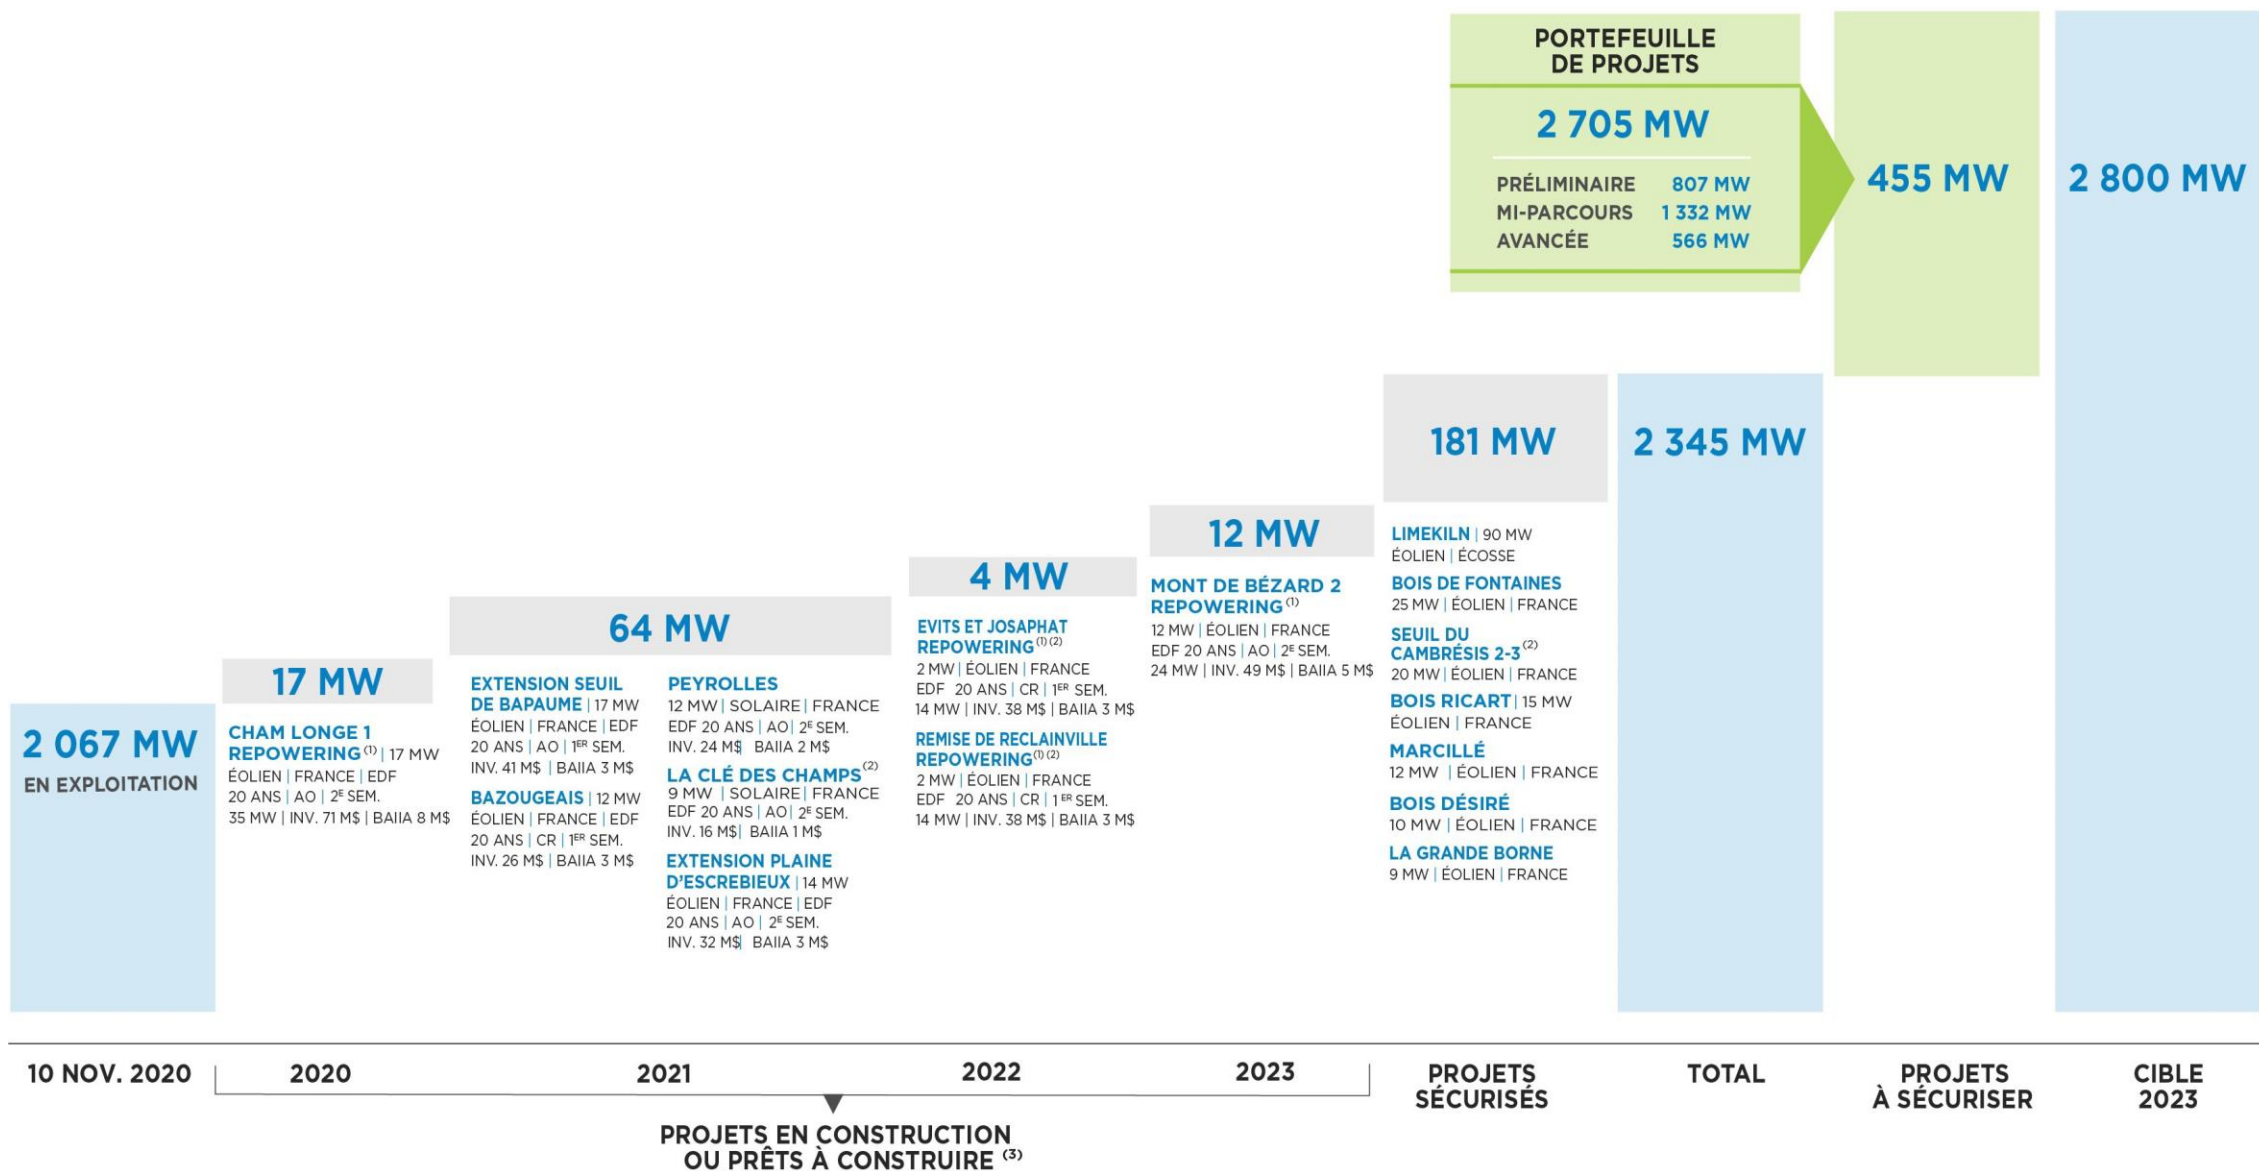 PORTEFEUILLE
DE PROJETS
2 705 MW
PRÉLIMINAIRE 807 MW
MI-PARCOURS 1 332 MW
AVANCÉE 566 MW
455 MW
2 800 MW
181 MW
2 345 MW
LIMEKILN | 90 MW
ÉOLIEN | ÉCOSSE
BOIS DE FONTAINES
25 MW | ÉOLIEN | FRANCE
SEUIL DU
CAMBRÉSIS 2-3 (2)
20 MW | ÉOLIEN | FRANCE
BOIS RICART | 15 MW
ÉOLIEN | FRANCE
MARCILLÉ
12 MW | ÉOLIEN | FRANCE
BOIS DÉSIRÉ
10 MW | ÉOLIEN | FRANCE
LA GRANDE BORNE
9 MW | ÉOLIEN | FRANCE
12 MW
MONT DE BÉZARD 2
REPOWERING (1)
12 MW | ÉOLIEN | FRANCE
EDF 20 ANS | AO | 2E SEM.
24 MW | INV. 49 M$ | BAIIA 5 M$
4 MW
EVITS ET JOSAPHAT
REPOWERING (1) (2)
2 MW | ÉOLIEN | FRANCE
EDF 20 ANS | CR | 1ER SEM.
14 MW | INV. 38 M$ | BAIIA 3 M$
REMISE DE RECLAINVILLE
REPOWERING (1) (2)
2 MW | ÉOLIEN | FRANCE
EDF 20 ANS | CR | 1ER SEM.
14 MW | INV. 38 M$ | BAIIA 3 M$
64 MW
EXTENSION SEUIL
DE BAPAUME | 17 MW
ÉOLIEN | FRANCE | EDF
20 ANS | AO | 1ER SEM.
INV. 41 M$ | BAIIA 3 M$
BAZOUGEAIS | 12 MW
ÉOLIEN | FRANCE | EDF
20 ANS | CR | 1ER SEM.
INV. 26 M$ | BAIIA 3 M$
PEYROLLES
12 MW | SOLAIRE | FRANCE
EDF 20 ANS | AO | 2E SEM.
INV. 24 M$ | BAIIA 2 M$
LA CLÉ DES CHAMPS (2)
9 MW | SOLAIRE | FRANCE
EDF 20 ANS | AO | 2E SEM.
INV. 16 M$ | BAIIA 1 M$
EXTENSION PLAINE
D'ESCREBIEUX | 14 MW
ÉOLIEN | FRANCE | EDF
20 ANS | AO | 2E SEM.
INV. 32 M$ | BAIIA 3 M$
17 MW
CHAM LONGE 1
REPOWERING (1) | 17 MW
ÉOLIEN | FRANCE | EDF
20 ANS | AO | 2E SEM.
35 MW | INV. 71 M$ | BAIIA 8 M$
2 067 MW
EN EXPLOITATION
10 NOV. 2020
2020
2021
2022
2023
PROJETS
SÉCURISÉS
TOTAL
PROJETS
À SÉCURISER
CIBLE
2023
PROJETS EN CONSTRUCTION
OU PRÊTS À CONSTRUIRE (3)